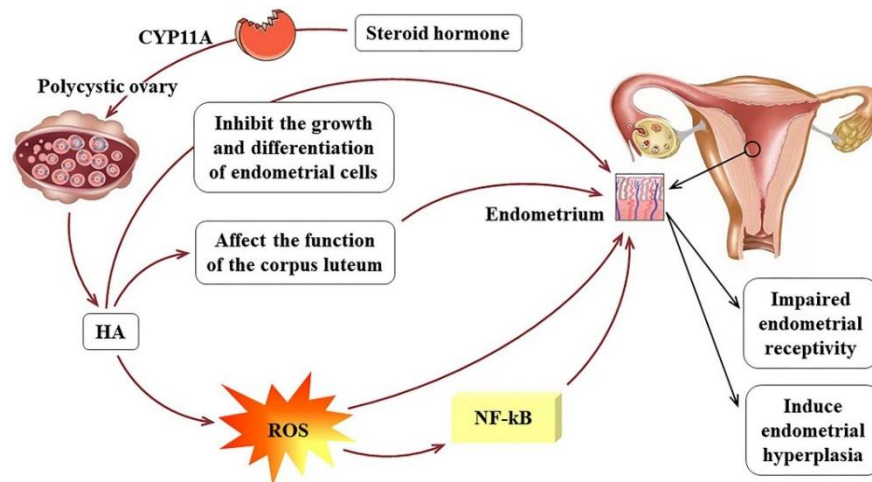 CYP11A
Steroid hormone
Polycystic ovary
Inhibit the growth
and differentiation
of endometrial cells
Endometrium
Affect the function
of the corpus luteum
HA
Impaired
endometrial
receptivity
ROS
NF-kB
Induce
endometrial
hyperplasia